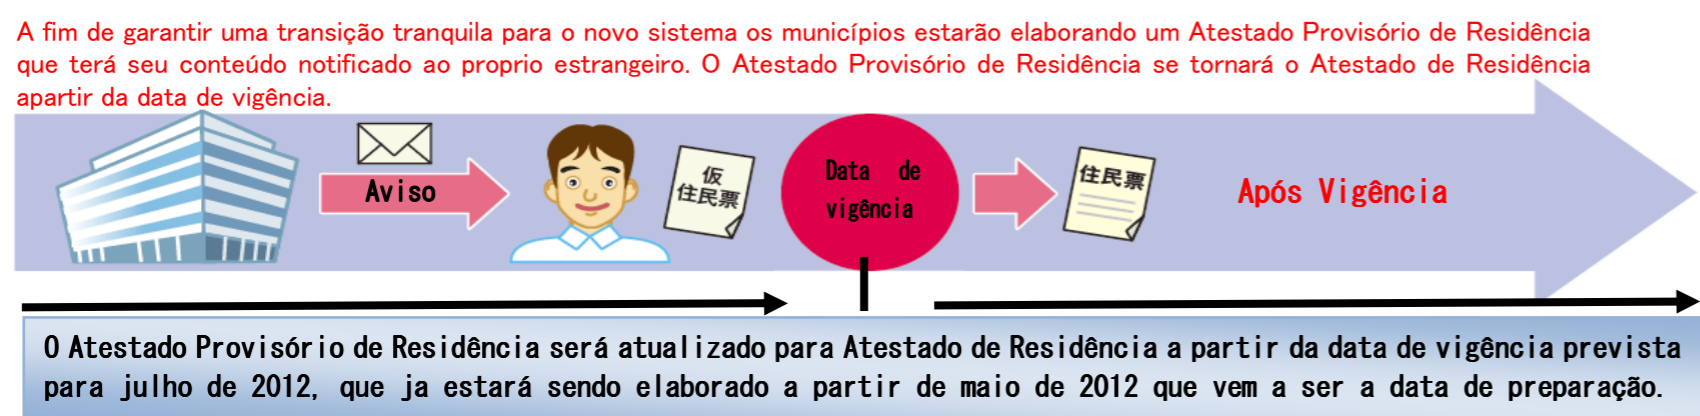 A fim de garantir uma transição tranquila para o novo sistema os municípios estarão elaborando um Atestado Provisório de Residência
que terá seu conteúdo notificado ao proprio estrangeiro. O Atestado Provisório de Residência se tornará o Atestado de Residência
apartir da data de vigência.
Aviso
仮
住民票
Data de
vigência
住民票
Após Vigência
O Atestado Provisório de Residência será atualizado para Atestado de Residência a partir da data de vigência prevista
para julho de 2012, que ja estará sendo elaborado a partir de maio de 2012 que vem a ser a data de preparação.